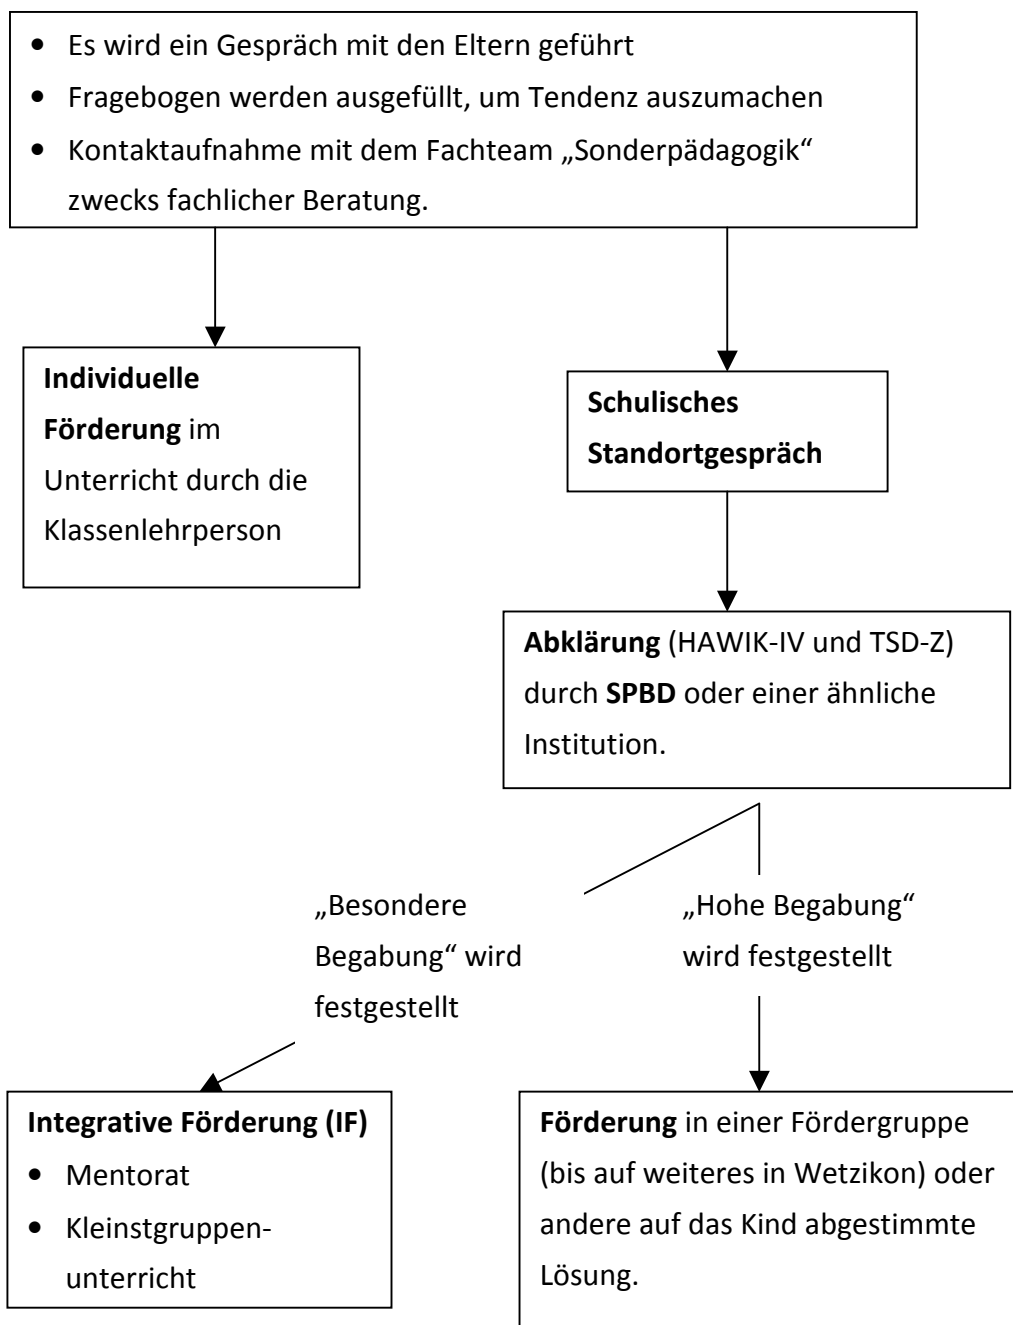 • Es wird ein Gespräch mit den Eltern geführt
• Fragebogen werden ausgefüllt, um Tendenz auszumachen
• Kontaktaufnahme mit dem Fachteam „Sonderpädagogik“
zwecks fachlicher Beratung.
Individuelle
Förderung im
Unterricht durch die
Klassenlehrperson
Schulisches
Standortgespräch
Abklärung (HAWIK-IV und TSD-Z)
durch SPBD oder einer ähnliche
Institution.
„Besondere
Begabung“ wird
festgestellt
„Hohe Begabung“
wird festgestellt
Integrative Förderung (IF)
• Mentorat
• Kleinstgruppen-
unterricht
Förderung in einer Fördergruppe
(bis auf weiteres in Wetzikon) oder
andere auf das Kind abgestimmte
Lösung.